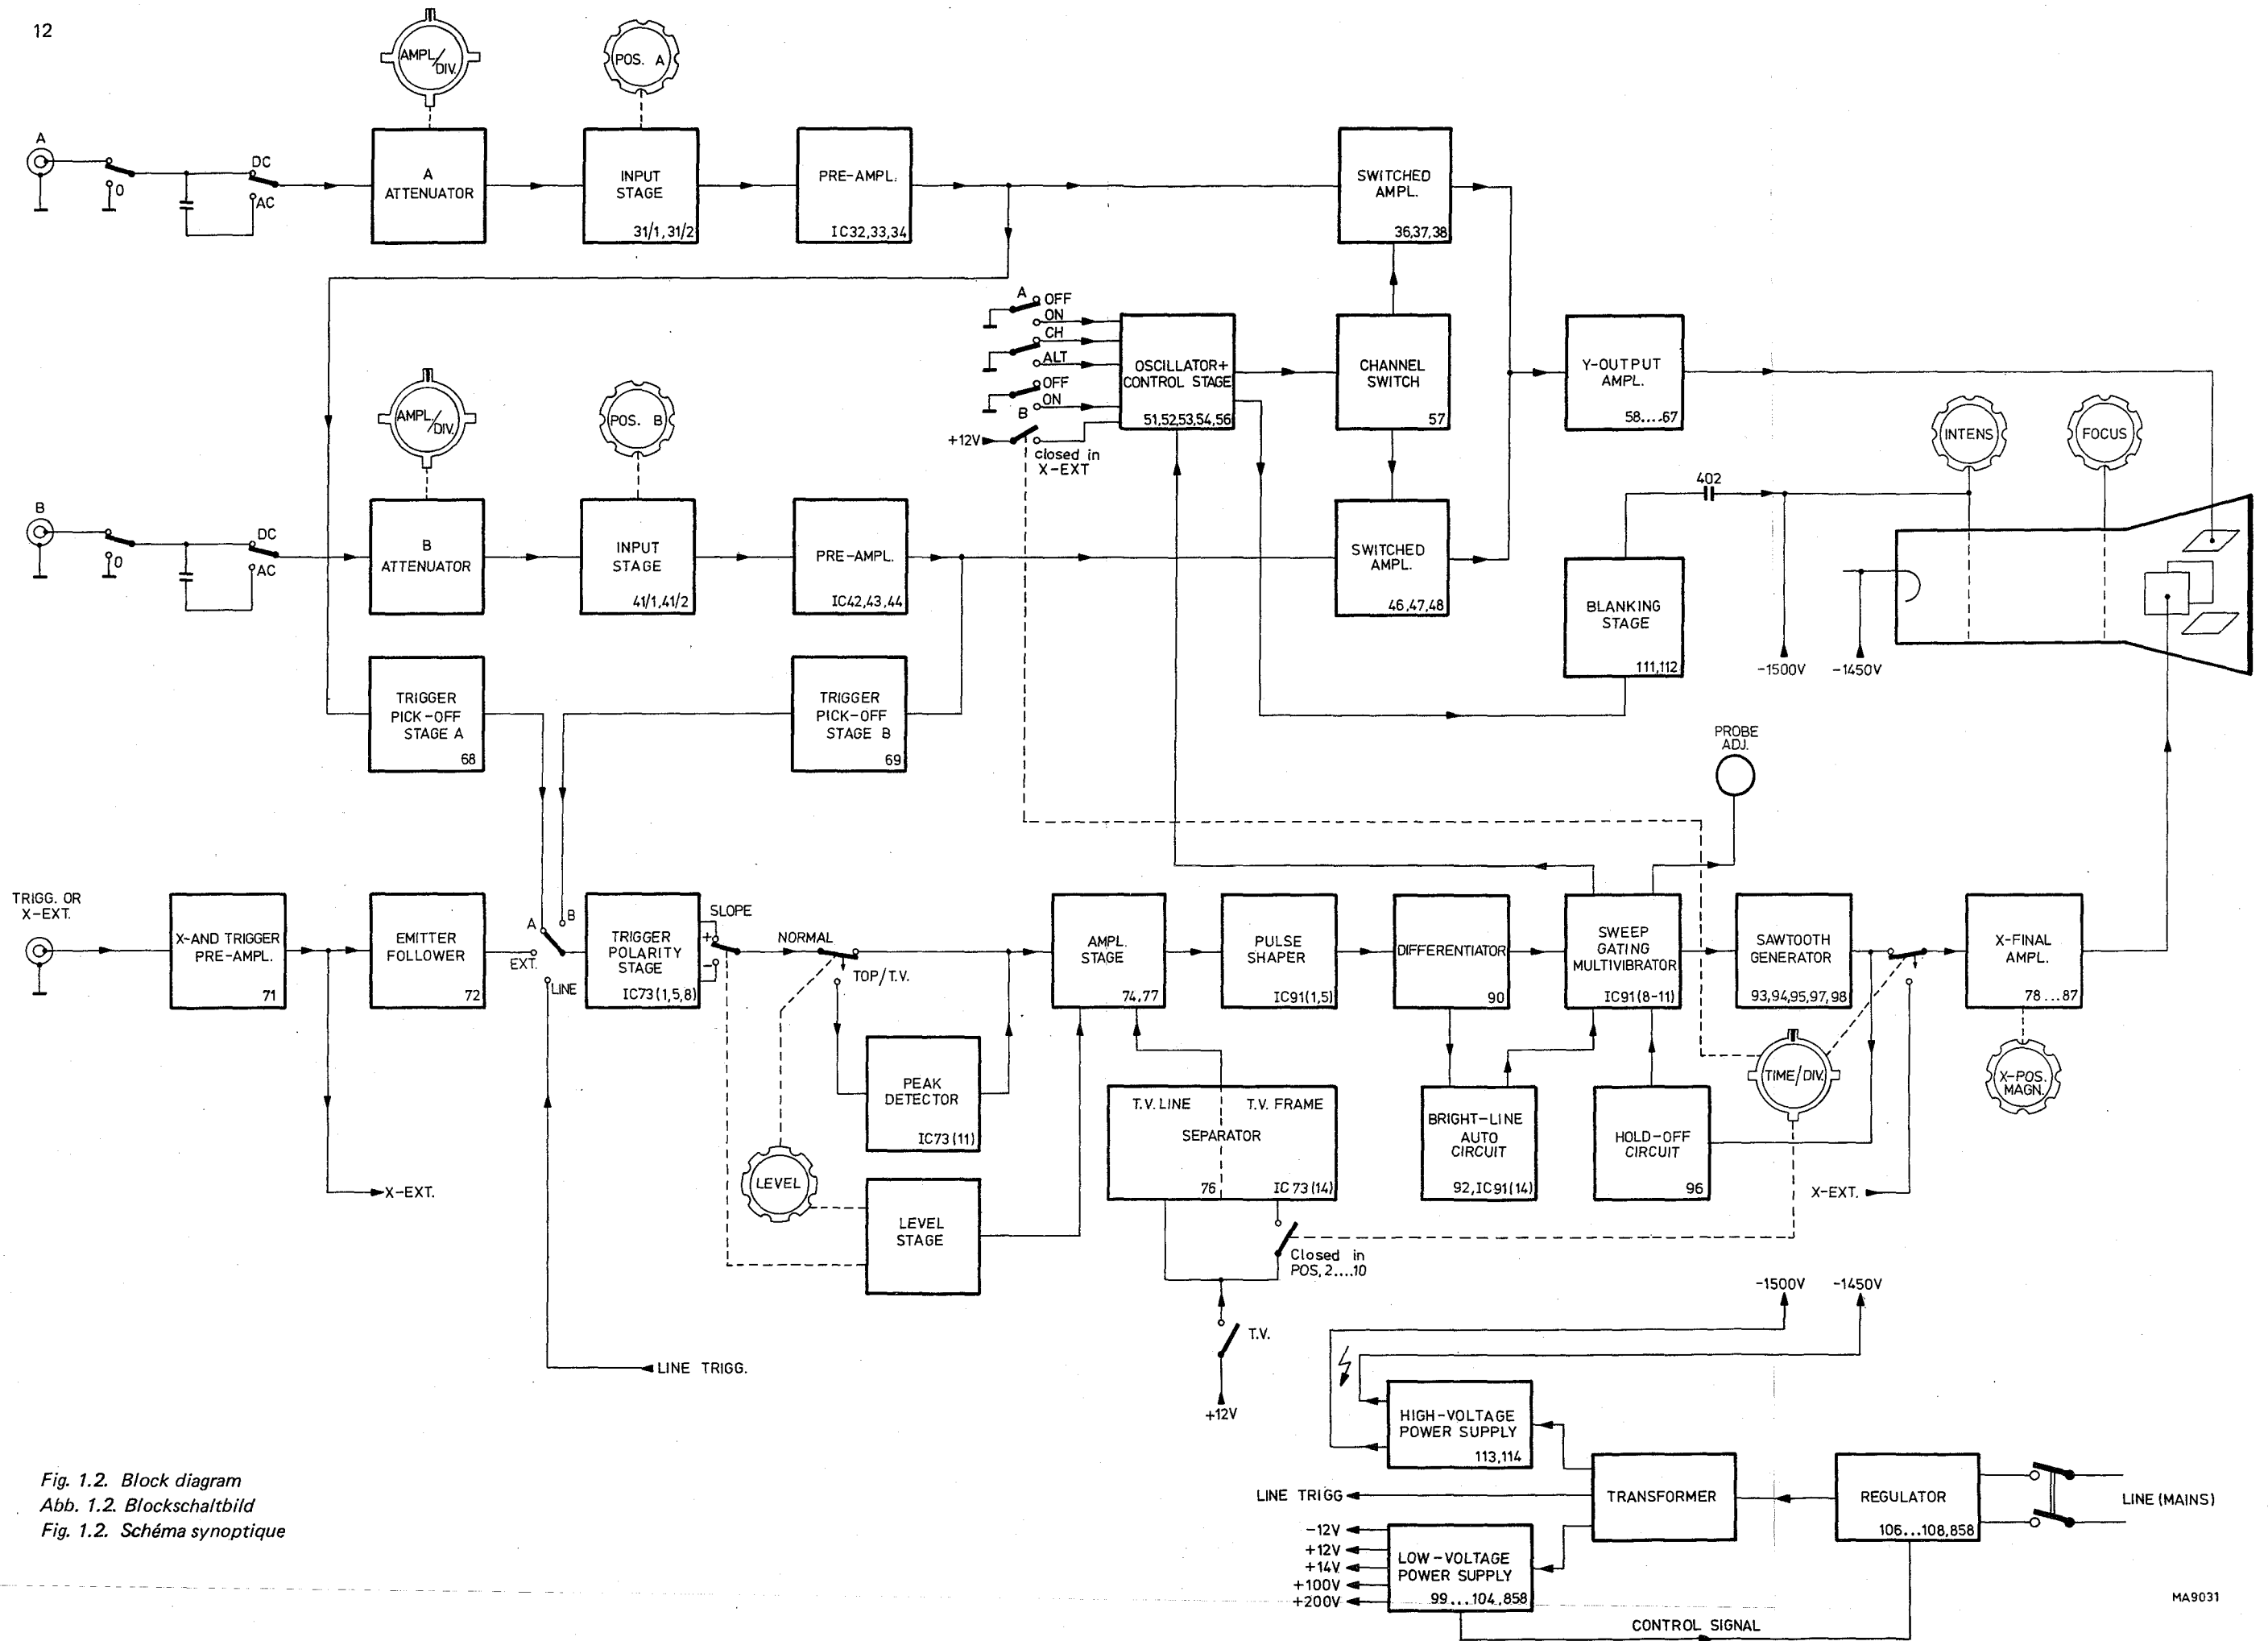 12
AMPL/
DIV.
POS. A
A
0
DC
AC
A
ATTENUATOR
INPUT
STAGE
31/1,31/2
PRE-AMPL.
IC32,33,34
SWITCHED
AMPL.
36,37,38
A
OFF
ON
CH
ALT
OFF
ON
B
+12V
closed in
X-EXT
OSCILLATOR+
CONTROL STAGE
51,52,53,54,56
CHANNEL
SWITCH
57
Y-OUTPUT
AMPL.
58....67
INTENS
FOCUS
AMPL/
DIV.
POS. B
B
0
DC
AC
B
ATTENUATOR
INPUT
STAGE
41/1,41/2
PRE-AMPL.
IC42,43,44
SWITCHED
AMPL.
46,47,48
402
BLANKING
STAGE
111,112
-1500V
-1450V
TRIGGER
PICK-OFF
STAGE A
68
TRIGGER
PICK-OFF
STAGE B
69
PROBE
ADJ.
TRIGG. OR
X-EXT.
X-AND TRIGGER
PRE-AMPL.
71
EMITTER
FOLLOWER
72
A
B
EXT.
LINE
TRIGGER
POLARITY
STAGE
IC73(1,5,8)
SLOPE
+
-
NORMAL
TOP/T.V.
AMPL.
STAGE
74,77
PULSE
SHAPER
IC91(1,5)
DIFFERENTIATOR
90
SWEEP
GATING
MULTIVIBRATOR
IC91(8-11)
SAWTOOTH
GENERATOR
93,94,95,97,98
X-FINAL
AMPL.
78...87
PEAK
DETECTOR
IC73(11)
T.V. LINE
T.V. FRAME
SEPARATOR
76
IC73(14)
BRIGHT-LINE
AUTO
CIRCUIT
92,IC91(14)
HOLD-OFF
CIRCUIT
96
TIME/DIV.
X-POS.
MAGN.
X-EXT.
X-EXT.
LEVEL
LEVEL
STAGE
Closed in
POS,2....10
T.V.
+12V
LINE TRIGG.
-1500V
-1450V
HIGH-VOLTAGE
POWER SUPPLY
113,114
LINE TRIGG
TRANSFORMER
REGULATOR
106...108,858
LINE (MAINS)
-12V
+12V
+14V
+100V
+200V
LOW-VOLTAGE
POWER SUPPLY
99...104,858
CONTROL SIGNAL
Fig. 1.2. Block diagram
Abb. 1.2. Blockschaltbild
Fig. 1.2. Schéma synoptique
MA9031